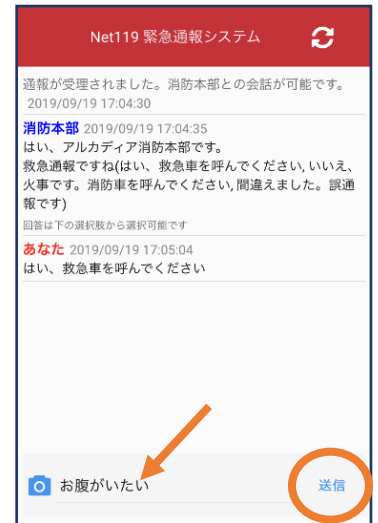 Net119 緊急通報システム
通報が受理されました。消防本部との会話が可能です。
2019/09/19 17:04:30
消防本部 2019/09/19 17:04:35
はい、アルカディア消防本部です。
救急通報ですね(はい、救急車を呼んでください, いいえ、
火事です。消防車を呼んでください, 間違えました。誤通
報です)
回答は下の選択肢から選択可能です
あなた 2019/09/19 17:05:04
はい、救急車を呼んでください
お腹がいたい 送信